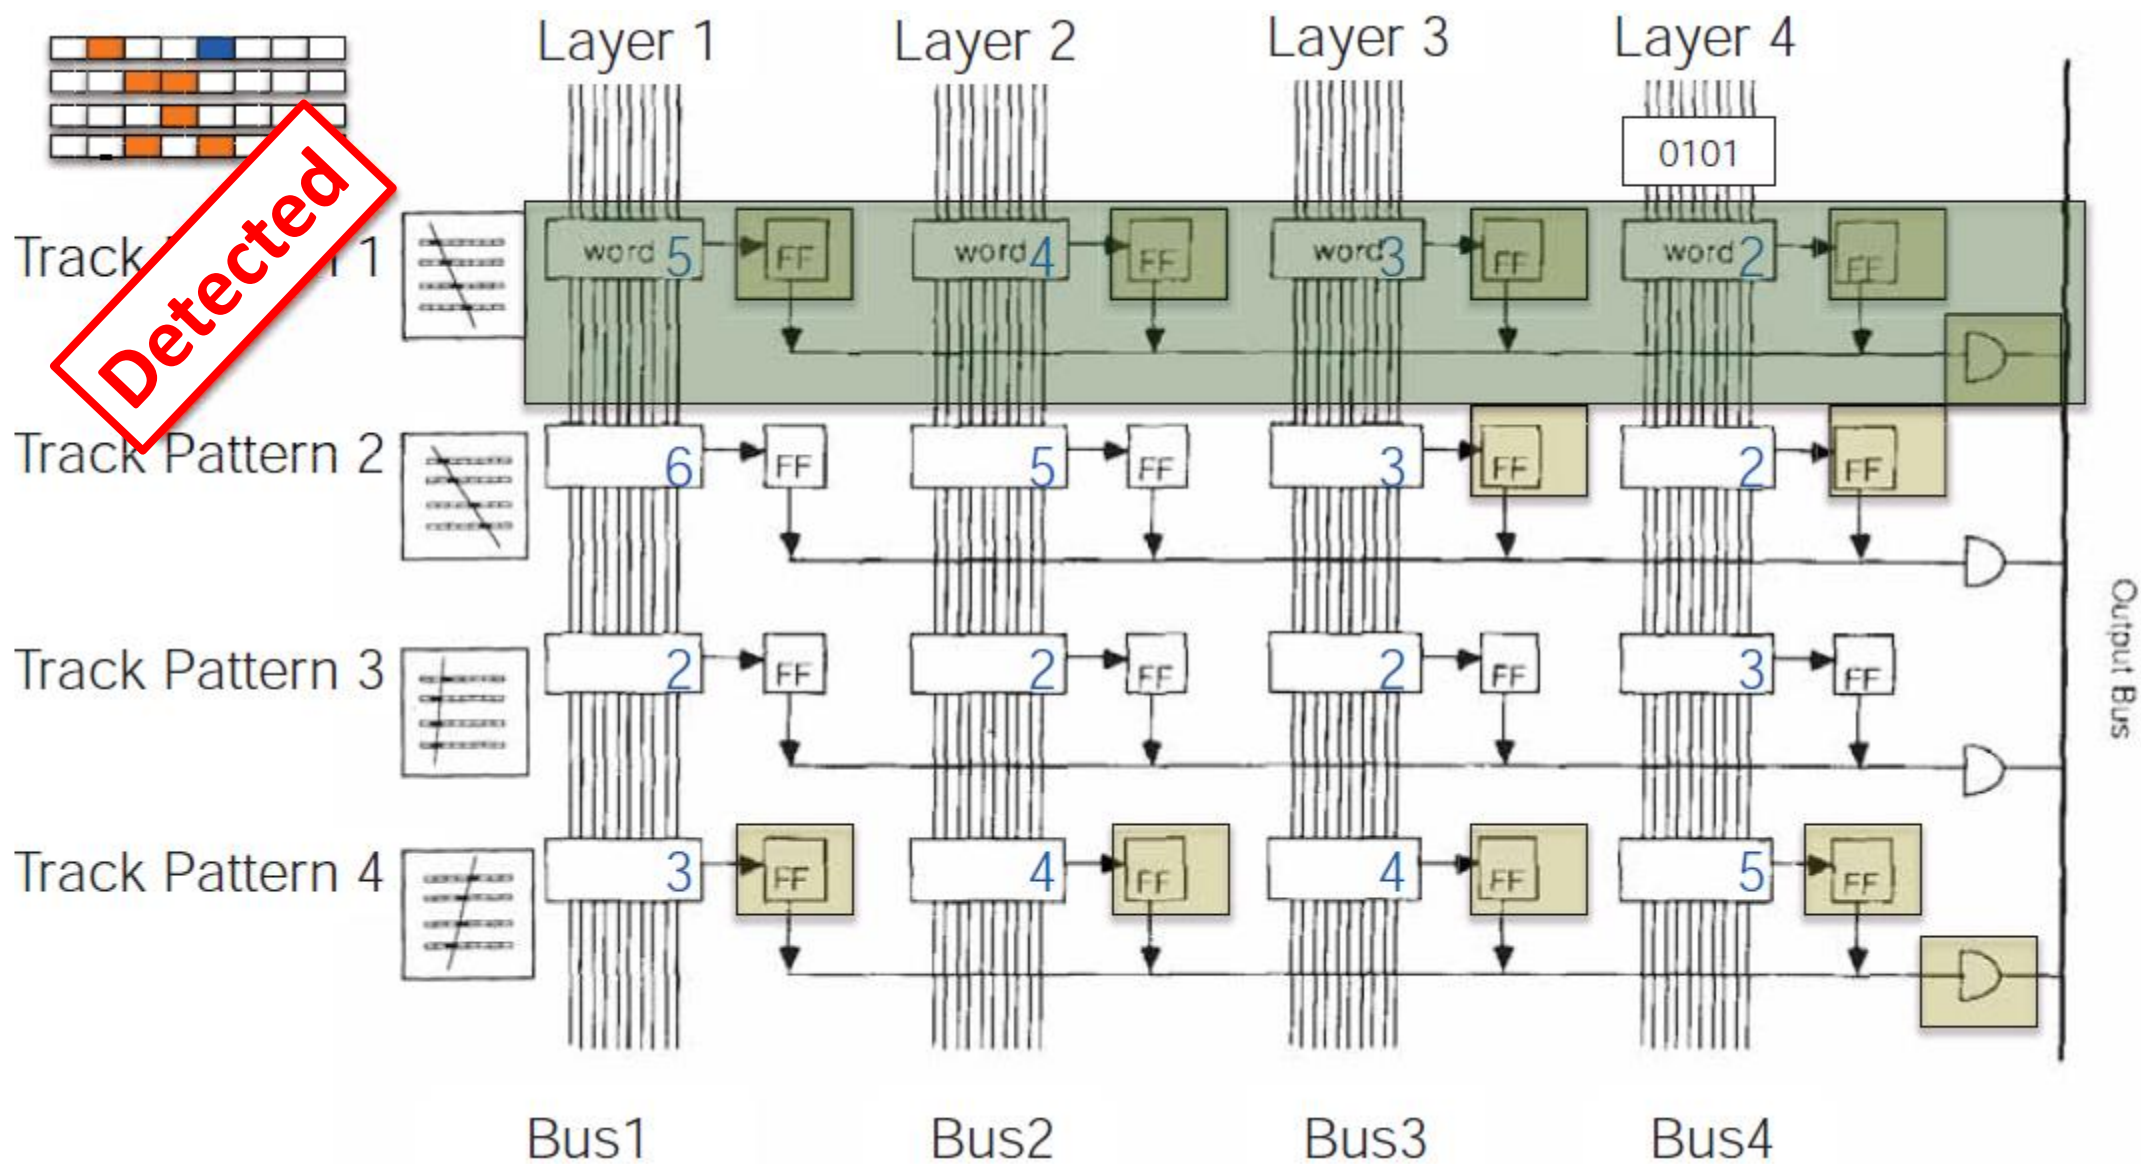 Layer 1 Layer 2 Layer 3 Layer 4
0101
Detected
Track 1
word 5 FF word 4 FF word 3 FF word 2 FF
Track Pattern 2
6 FF 5 FF 3 FF 2 FF
Track Pattern 3
2 FF 2 FF 2 FF 3 FF
Track Pattern 4
3 FF 4 FF 4 FF 5 FF
Output Bus
Bus1 Bus2 Bus3 Bus4